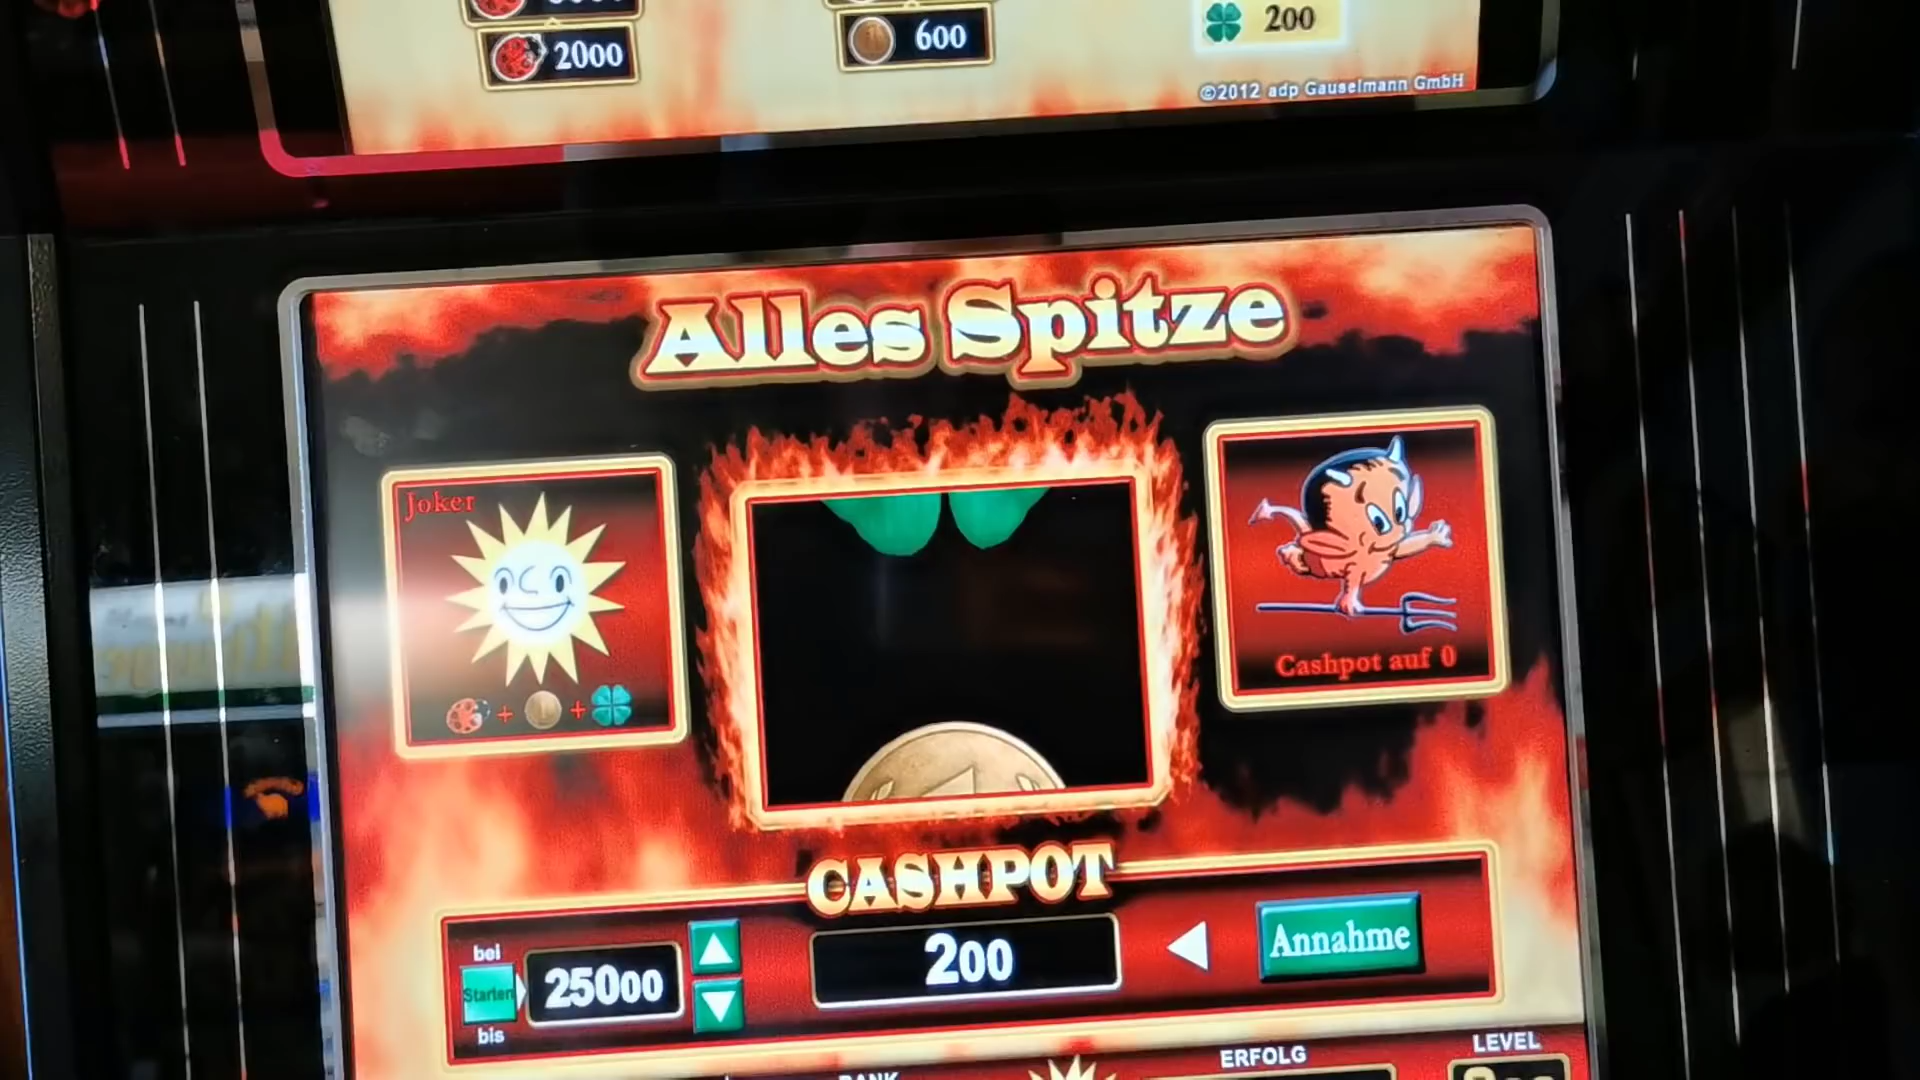 2000
600
200
©2012 adp Gauselmann GmbH
Alles Spitze
Joker
+ +
Cashpot auf 0
CASHPOT
bei
Starten
bis
25000
200
Annahme
ERFOLG
LEVEL